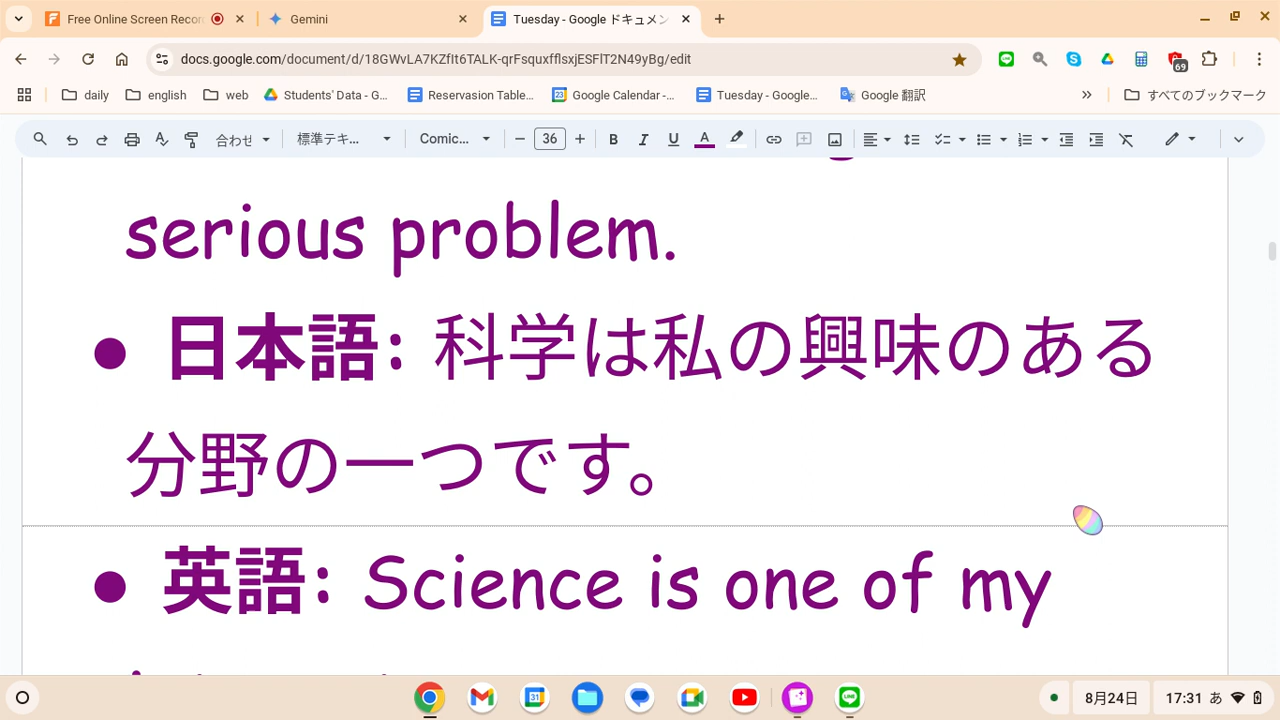 Free Online Screen Recor
Gemini
Tuesday - Google ドキュメン
docs.google.com/document/d/
69
daily
english
web
Students' Data - G...
Reservasion Table...
Google Calendar -...
Tuesday - Google...
Google 翻訳
すべてのブックマーク
合わせ
標準テキ...
Comic...
36
B
I
U
A
serious problem.
● 日本語: 科学は私の興味のある
分野の一つです。
● 英語: Science is one of my
8月24日
17:31 あ